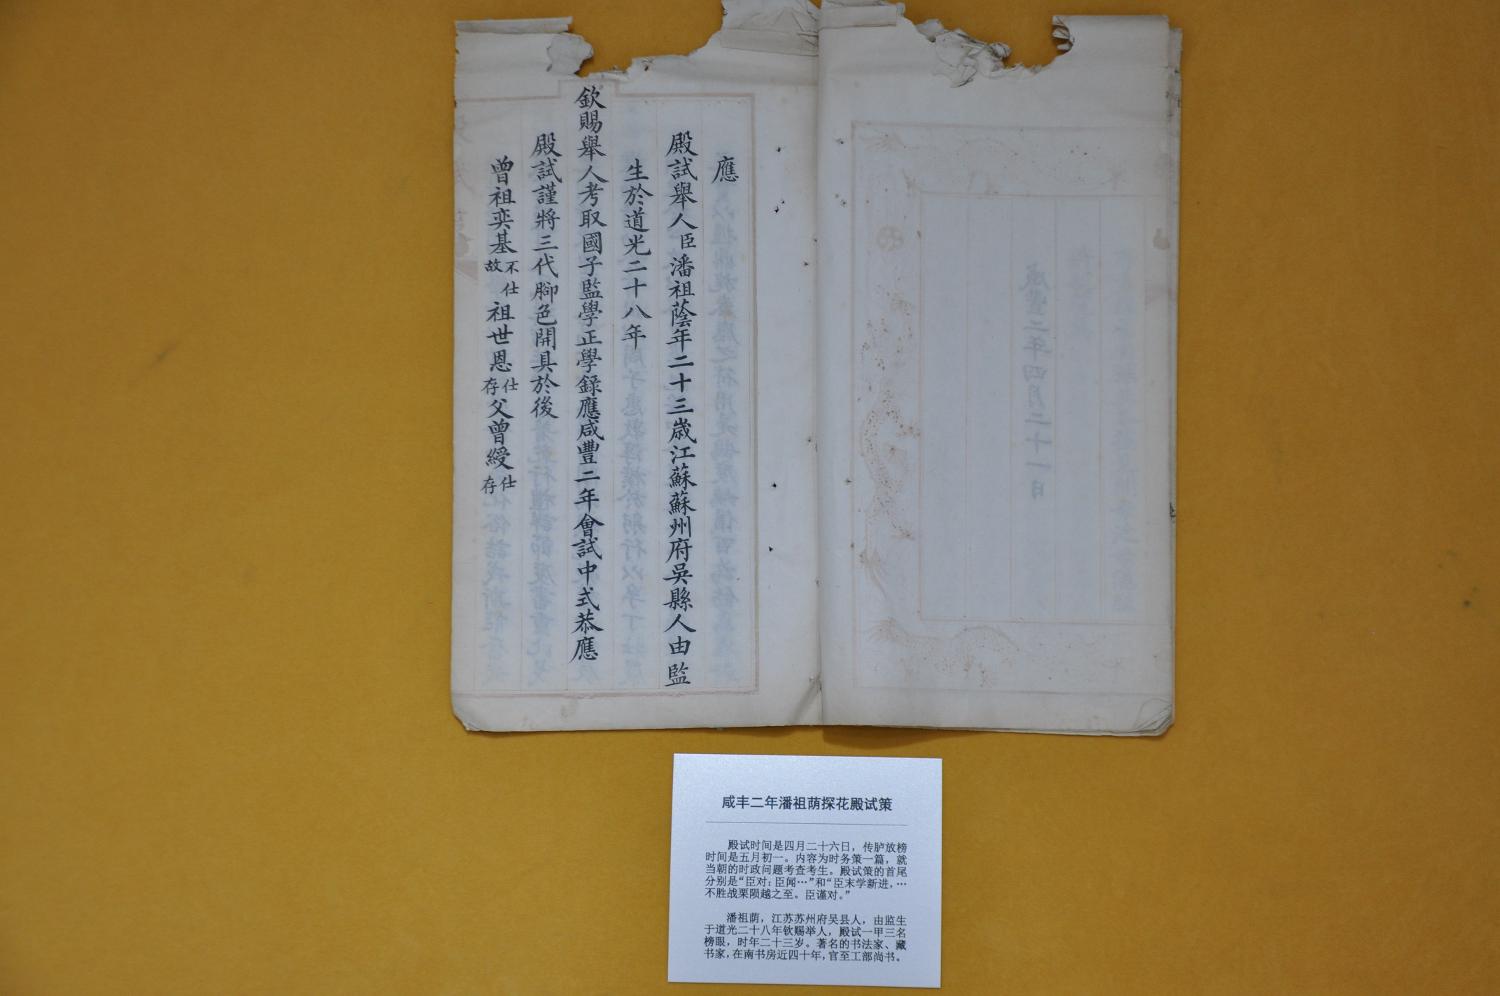 應
殿試舉人臣潘祖蔭年二十三歲江蘇蘇州府吳縣人由監
生於道光二十八年
欽賜舉人考取國子監學正學錄應咸豐二年會試中式恭應
殿試謹將三代腳色開具於後
曾祖奕基不仕故祖世恩仕存父曾綬仕存
咸豐二年四月二十一日
咸丰二年潘祖荫探花殿试策
殿试时间是四月二十六日，传胪放榜
时间是五月初一。内容为时务策一篇，就
当朝的时政问题考查考生。殿试策的首尾
分别是“臣对：臣闻…”和“臣末学新进，…
不胜战栗陨越之至。臣谨对。”
潘祖荫，江苏苏州府吴县人，由监生
于道光二十八年钦赐举人，殿试一甲三名
榜眼，时年二十三岁。著名的书法家、藏
书家，在南书房近四十年，官至工部尚书。